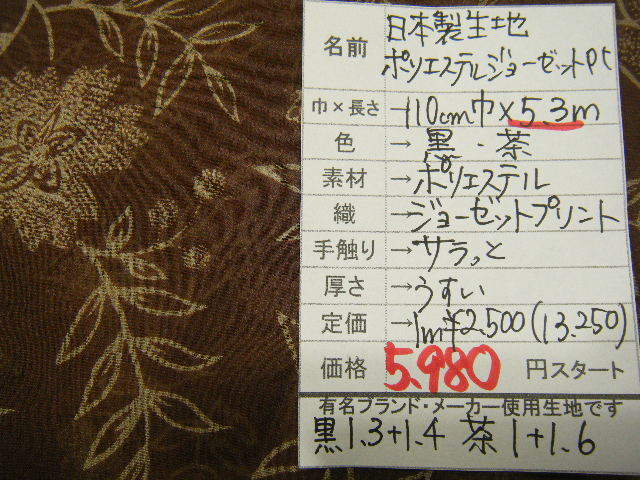 名前 日本製生地
ポリエステルジョーゼットPt
巾×長さ →110cm巾×5.3m
色 →黒・茶
素材 →ポリエステル
織 →ジョーゼットプリント
手触り →サラっと
厚さ →うすい
定価 →1m¥2,500(13,250)
価格 5,980 円スタート
有名ブランド・メーカー使用生地です
黒1.3+1.4 茶1+1.6